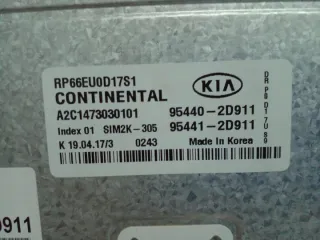 RP66EU0D17S1
KIA
CONTINENTAL
A2C1473030101 95440-2D911
Index 01 SIM2K-305 95441-2D911
K 19.04.17/3 0243 Made in Korea
D911